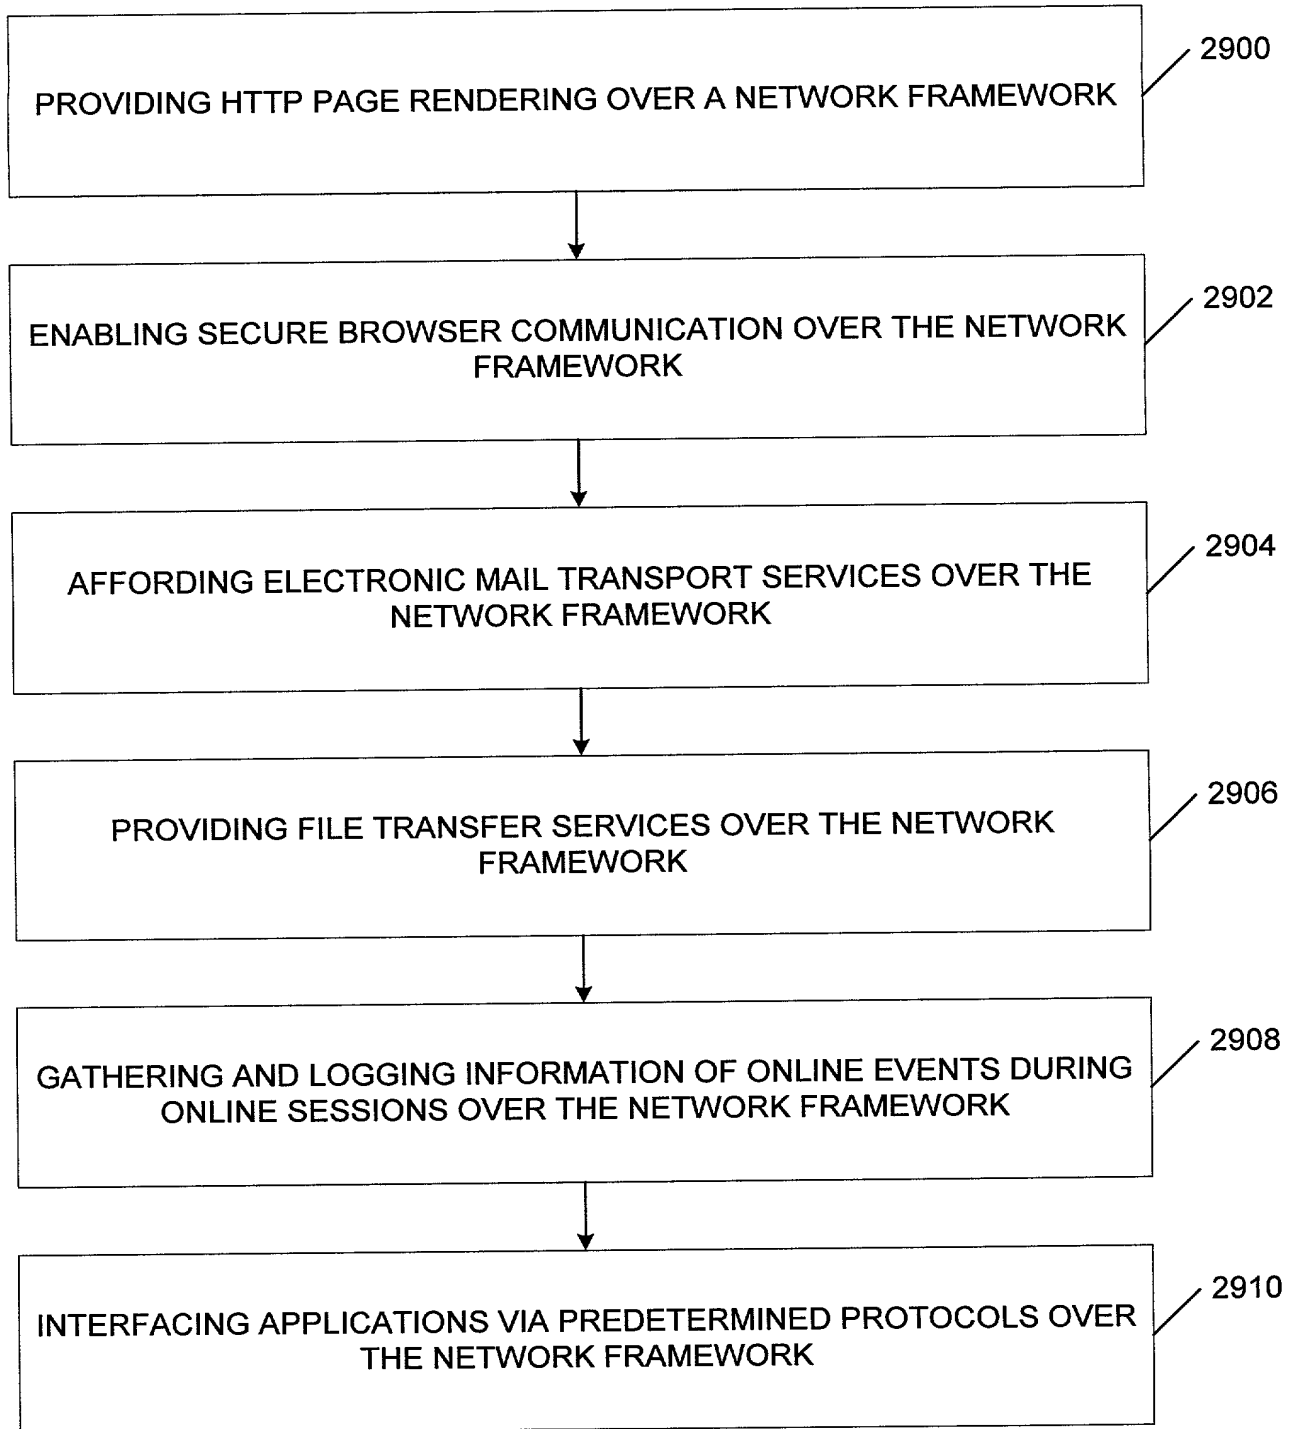 2900
PROVIDING HTTP PAGE RENDERING OVER A NETWORK FRAMEWORK
2902
ENABLING SECURE BROWSER COMMUNICATION OVER THE NETWORK
FRAMEWORK
2904
AFFORDING ELECTRONIC MAIL TRANSPORT SERVICES OVER THE
NETWORK FRAMEWORK
2906
PROVIDING FILE TRANSFER SERVICES OVER THE NETWORK
FRAMEWORK
2908
GATHERING AND LOGGING INFORMATION OF ONLINE EVENTS DURING
ONLINE SESSIONS OVER THE NETWORK FRAMEWORK
2910
INTERFACING APPLICATIONS VIA PREDETERMINED PROTOCOLS OVER
THE NETWORK FRAMEWORK